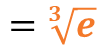 = ∛e